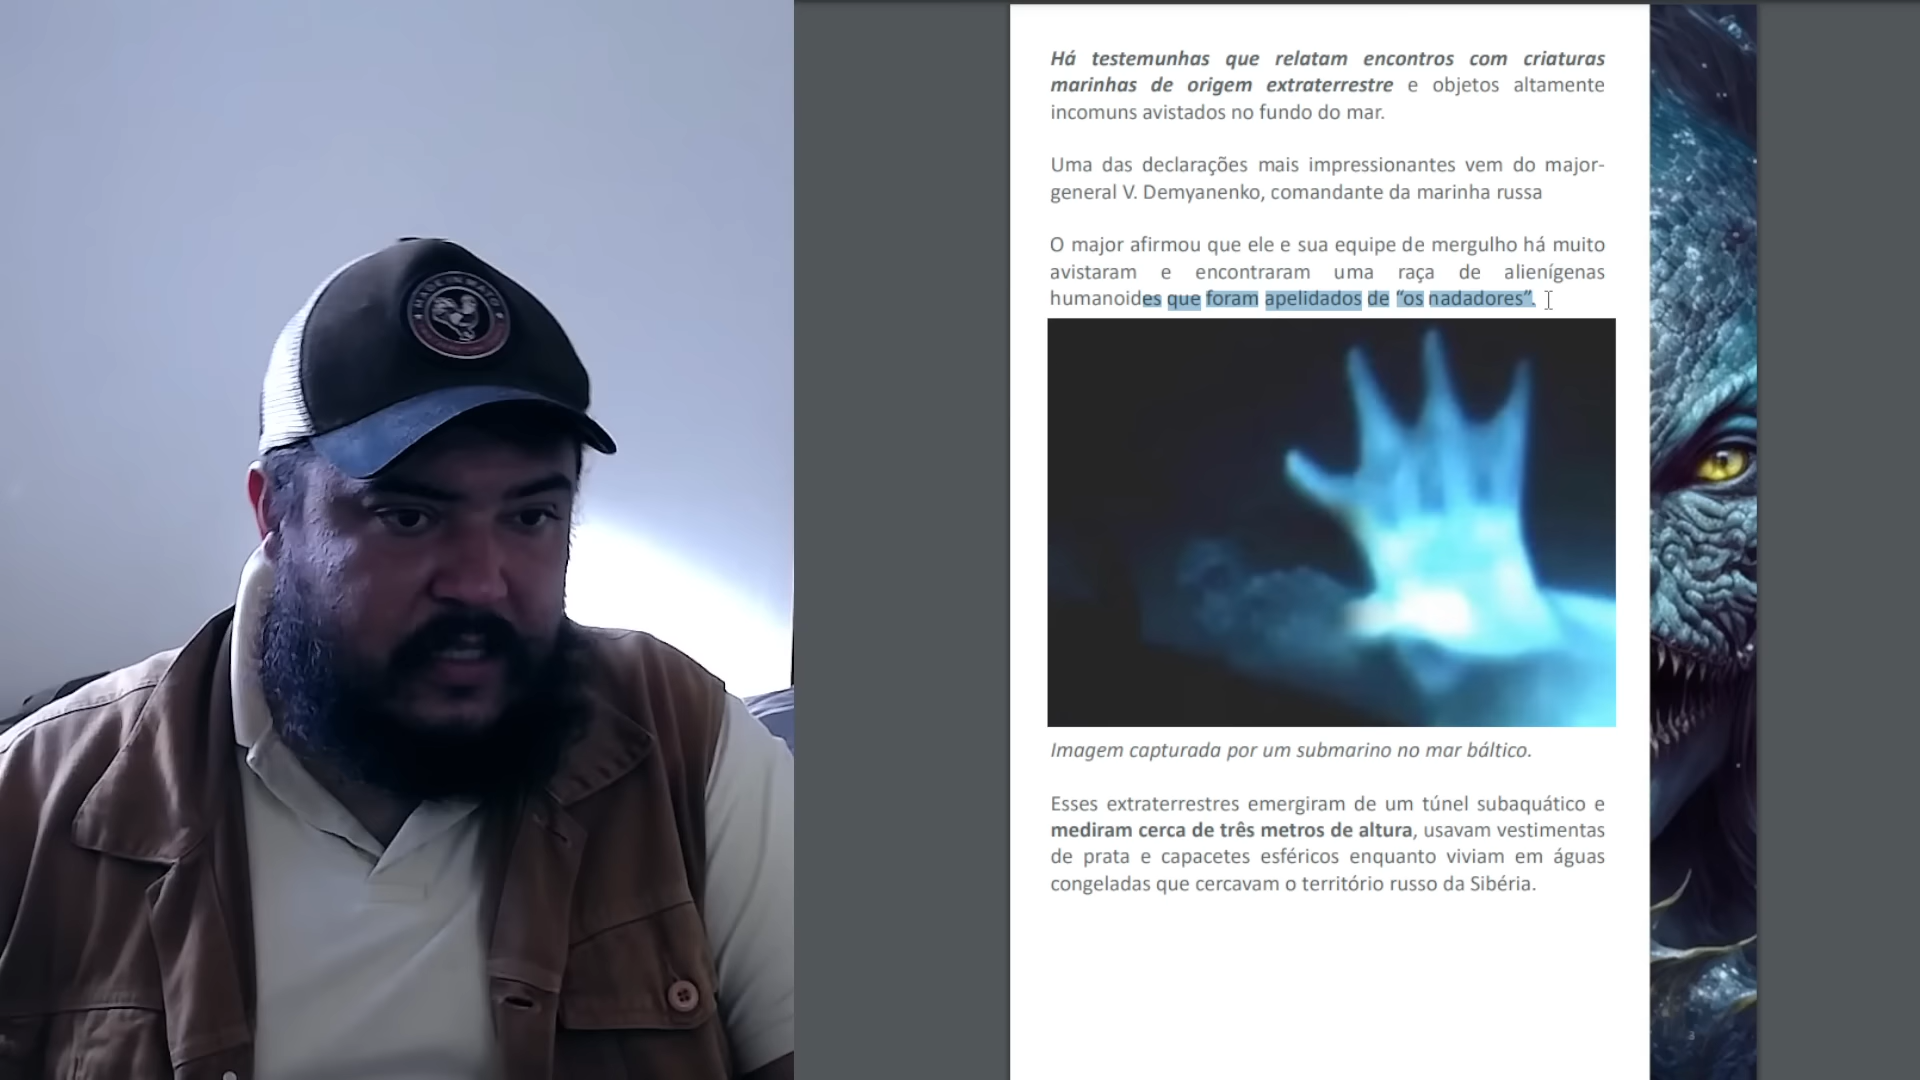 Há testemunhas que relatam encontros com criaturas
marinhas de origem extraterrestre e objetos altamente
incomuns avistados no fundo do mar.
Uma das declarações mais impressionantes vem do major-
general V. Demyanenko, comandante da marinha russa
O major afirmou que ele e sua equipe de mergulho há muito
avistaram e encontraram uma raça de alienígenas
humanoides que foram apelidados de “os nadadores”.
Imagem capturada por um submarino no mar báltico.
Esses extraterrestres emergiram de um túnel subaquático e
mediram cerca de três metros de altura, usavam vestimentas
de prata e capacetes esféricos enquanto viviam em águas
congeladas que cercavam o território russo da Sibéria.